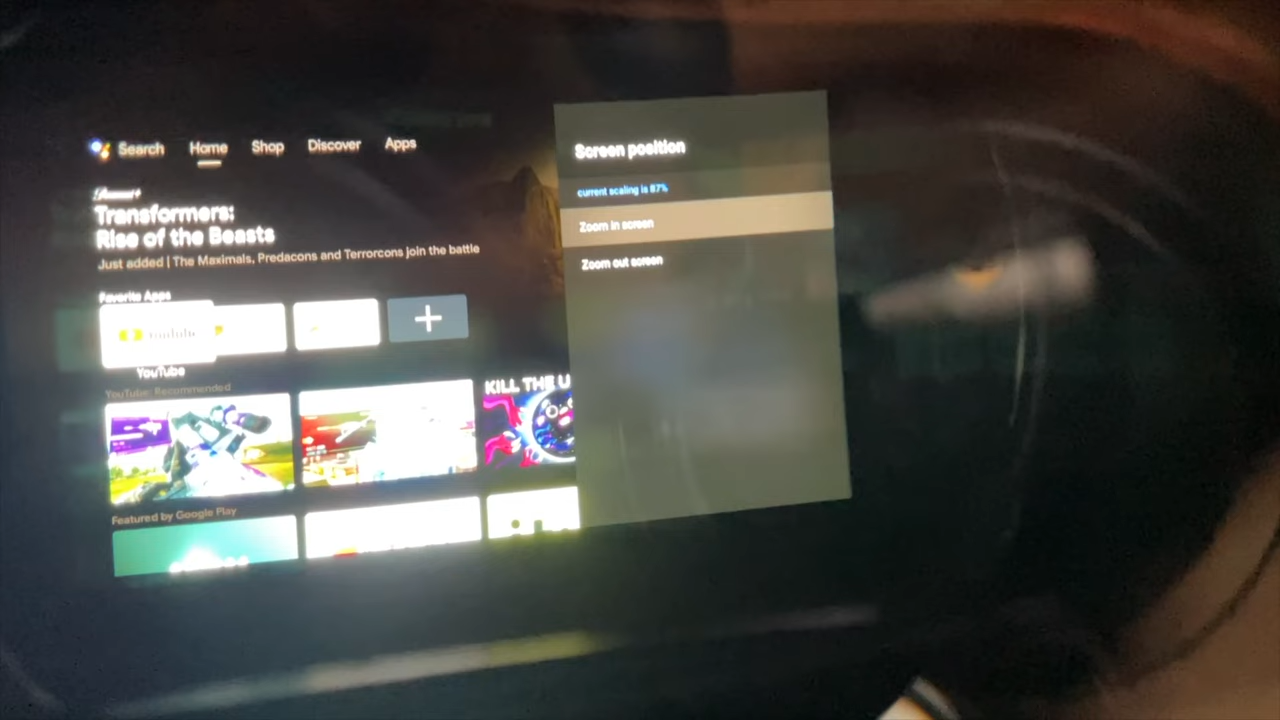 Search Home Shop Discover Apps
Transformers:
Rise of the Beasts
Just added | The Maximals, Predacons and Terrorcons join the battle
Favorite Apps
YouTube
YouTube: Recommended
KILL THE U
Featured by Google Play
Screen position
current scaling is 87%
Zoom in screen
Zoom out screen